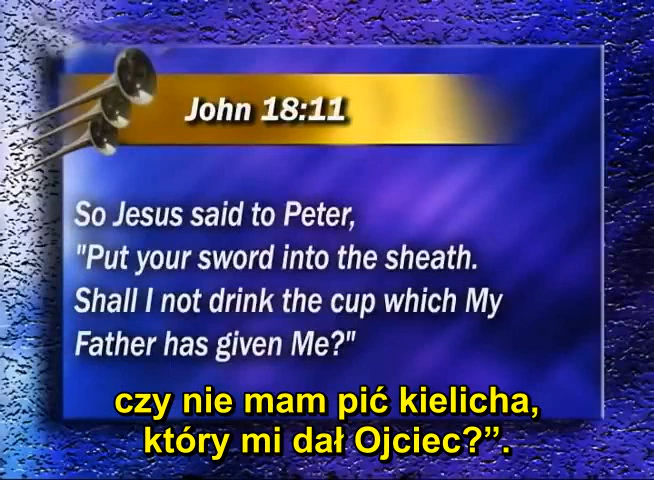 John 18:11
So Jesus said to Peter,
"Put your sword into the sheath.
Shall I not drink the cup which My
Father has given Me?"
czy nie mam pić kielicha,
który mi dał Ojciec?”.